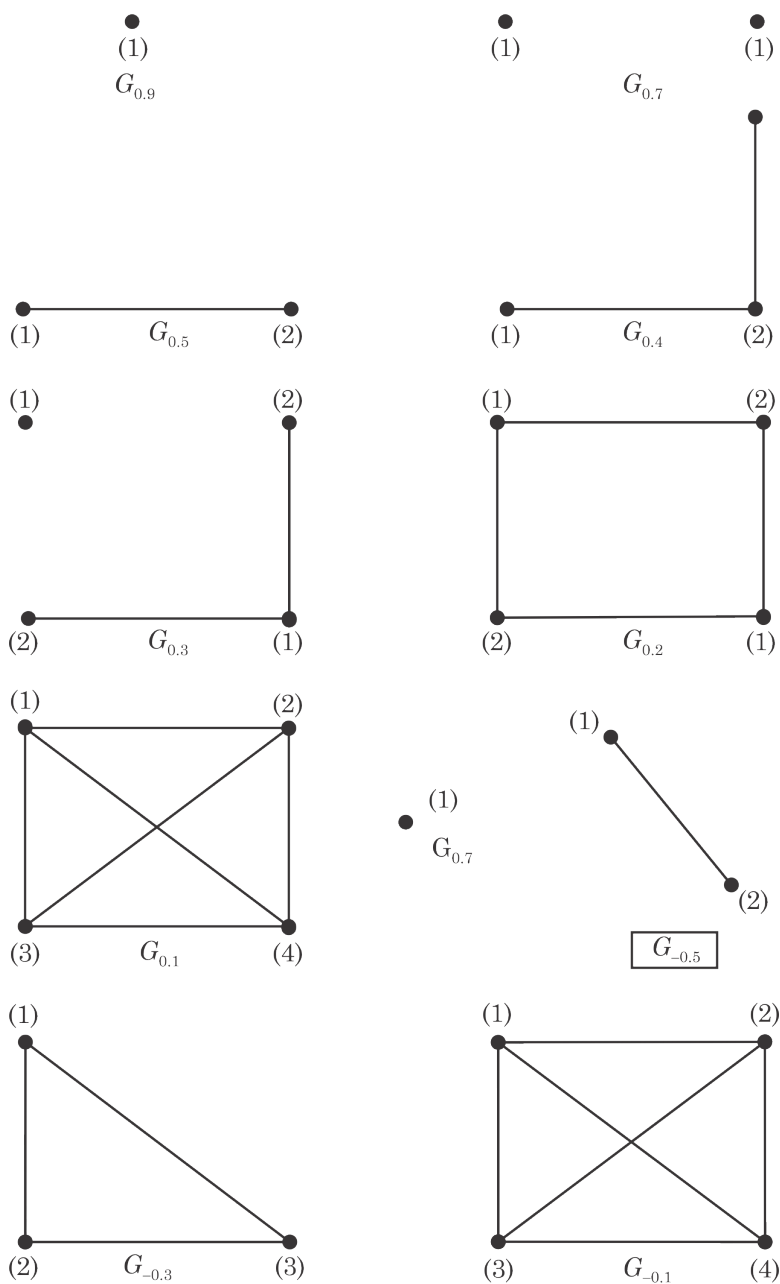 (1) (1) (1)
G0.9 G0.7
(1) G0.5 (2) (1) G0.4 (2)
(1) (2) (1) (2)
(2) G0.3 (1) (2) G0.2 (1)
(1) (2) (1)
(1)
G0.7
(2)
(3) G0.1 (4) G−0.5
(1) (1) (2)
(2) G−0.3 (3) (3) G−0.1 (4)